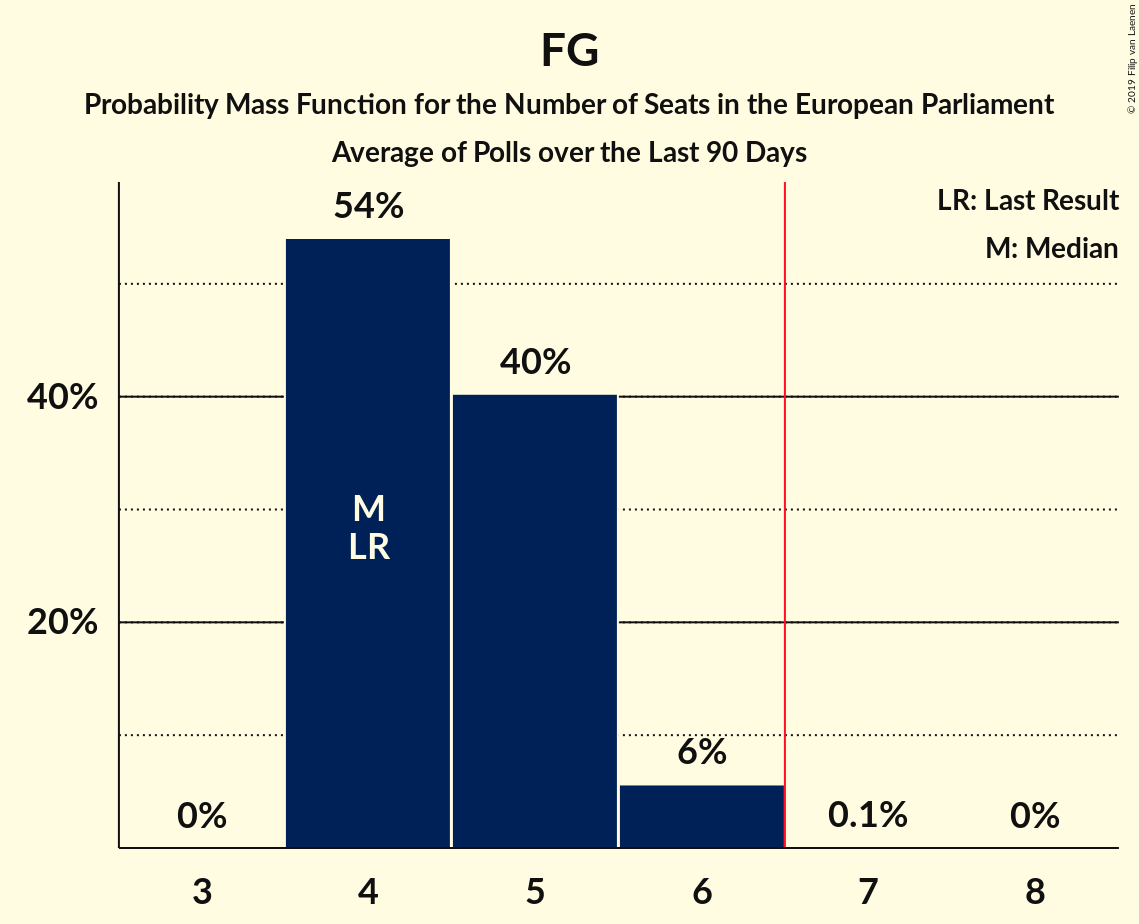 FG
Probability Mass Function for the Number of Seats in the European Parliament
Average of Polls over the Last 90 Days
© 2019 Filip van Laenen
LR: Last Result
M: Median
54%
40%
40%
M
LR
20%
6%
0%
0.1%
0%
3 4 5 6 7 8